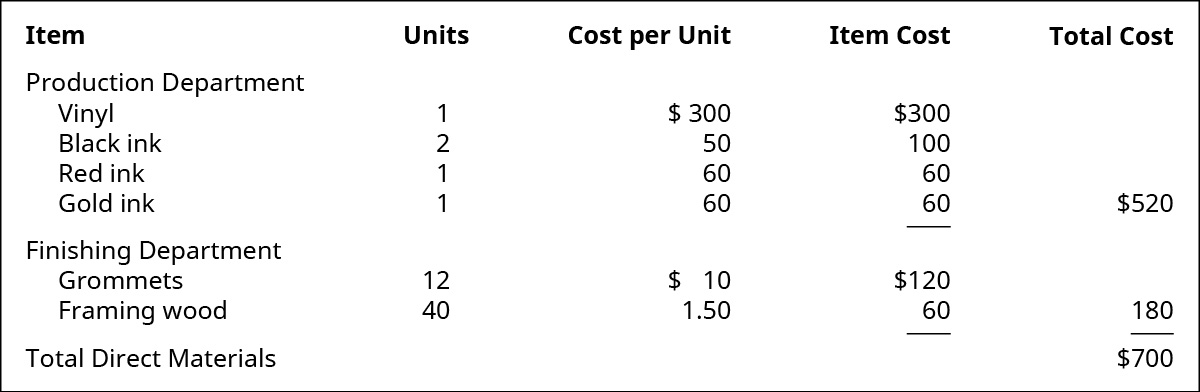 Item Units Cost per Unit Item Cost Total Cost
Production Department
Vinyl 1 $ 300 $300
Black ink 2 50 100
Red ink 1 60 60
Gold ink 1 60 60 $520
Finishing Department
Grommets 12 $ 10 $120
Framing wood 40 1.50 60 180
Total Direct Materials $700